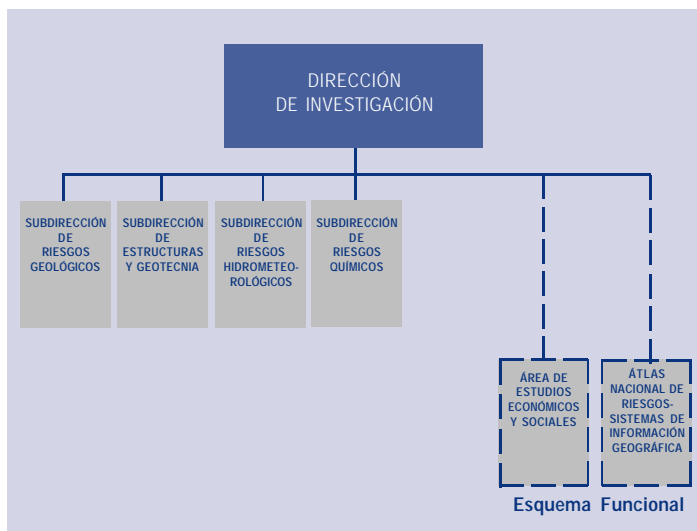 DIRECCIÓN
DE INVESTIGACIÓN
SUBDIRECCIÓN
DE
RIESGOS
GEOLÓGICOS
SUBDIRECCIÓN
DE
ESTRUCTURAS
Y GEOTECNIA
SUBDIRECCIÓN
DE
RIESGOS
HIDROMETEO-
ROLÓGICOS
SUBDIRECCIÓN
DE
RIESGOS
QUÍMICOS
ÁREA DE
ESTUDIOS
ECONÓMICOS
Y SOCIALES
ÁTLAS
NACIONAL DE
RIESGOS-
SISTEMAS DE
INFORMACIÓN
GEOGRÁFICA
Esquema Funcional